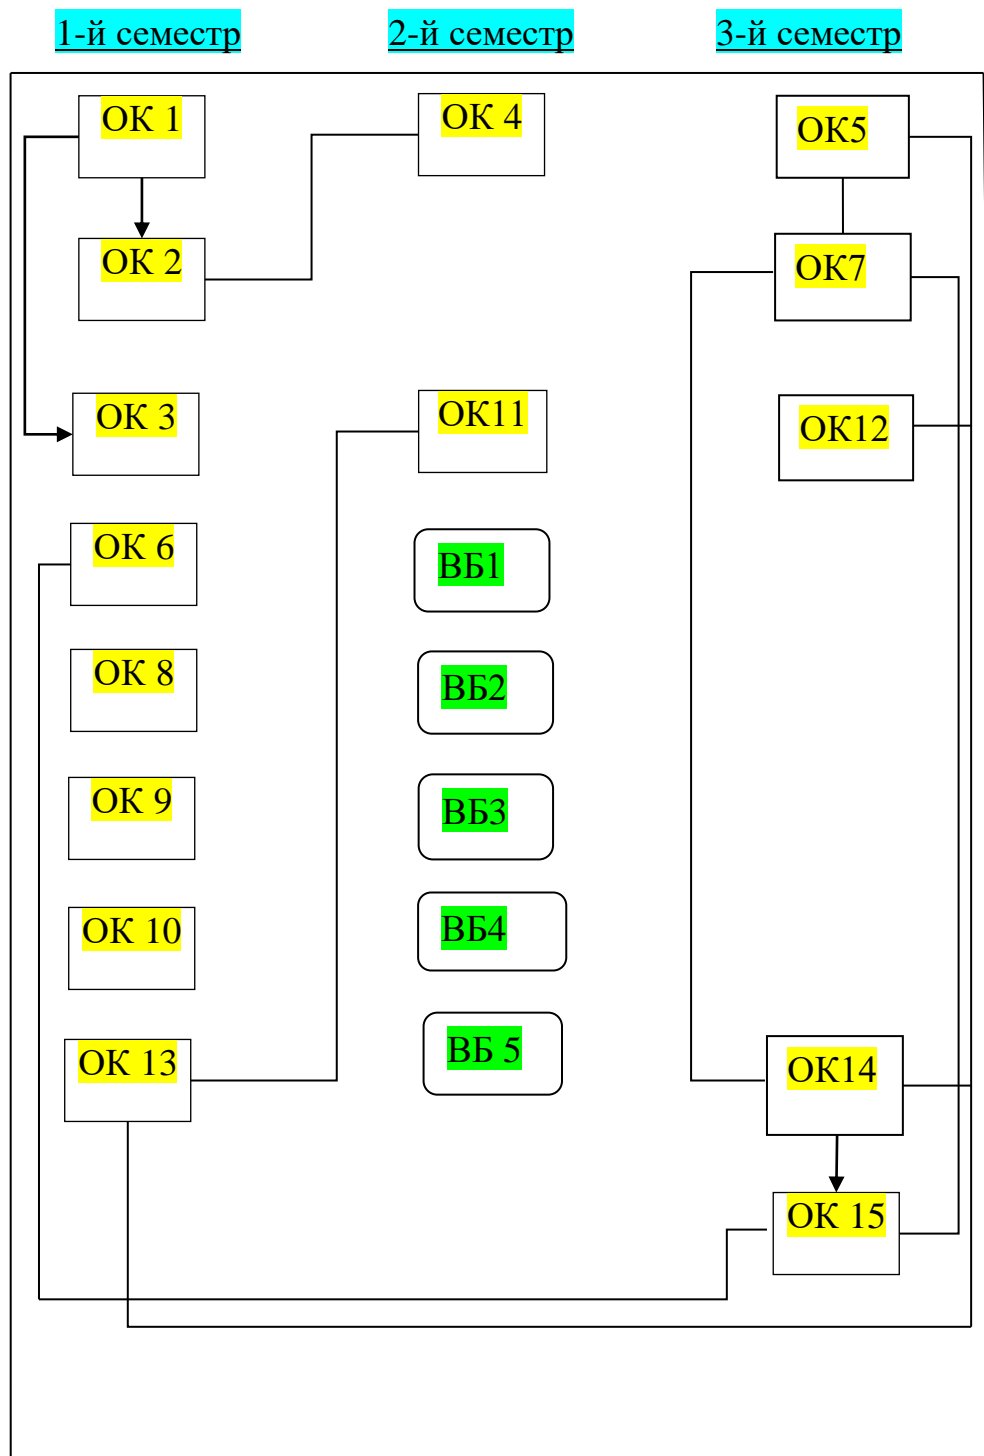 1-й семестр
2-й семестр
3-й семестр
ОК 1
ОК 4
ОК5
ОК 2
ОК7
ОК 3
ОК11
ОК12
ОК 6
ВБ1
ОК 8
ВБ2
ОК 9
ВБ3
ОК 10
ВБ4
ОК 13
ВБ 5
ОК14
ОК 15